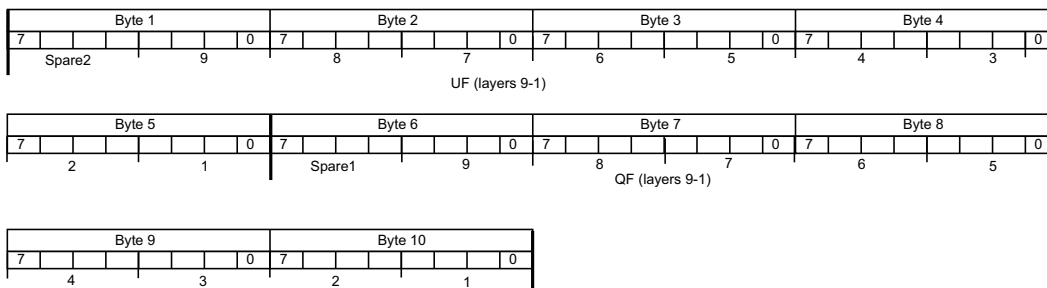 Byte 1 Byte 2 Byte 3 Byte 4
7 0 7 0 7 0 7 0
Spare2 9 8 7 6 5 4 3
UF (layers 9-1)
Byte 5 Byte 6 Byte 7 Byte 8
7 0 7 0 7 0 7 0
2 1 Spare1 9 8 7 6 5
QF (layers 9-1)
Byte 9 Byte 10
7 0 7 0
4 3 2 1